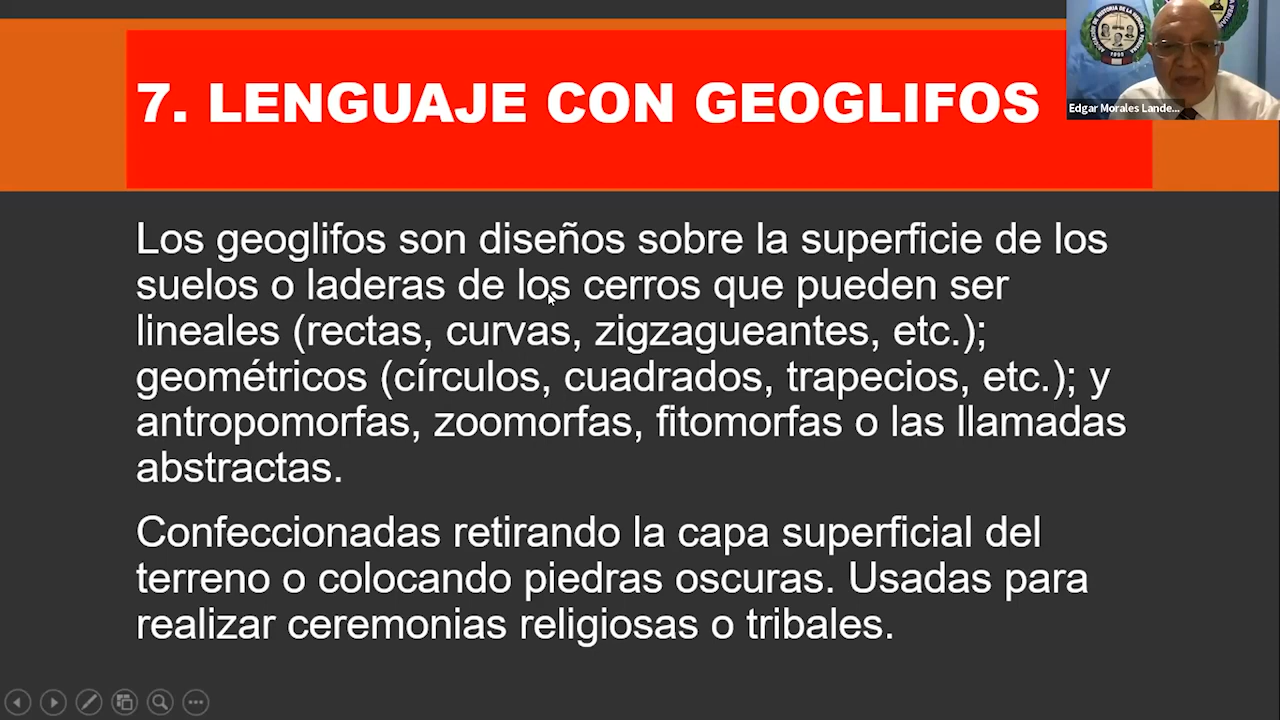 7. LENGUAJE CON GEOGLIFOS
Edgar Morales Lande...
Los geoglifos son diseños sobre la superficie de los
suelos o laderas de los cerros que pueden ser
lineales (rectas, curvas, zigzagueantes, etc.);
geométricos (círculos, cuadrados, trapecios, etc.); y
antropomorfas, zoomorfas, fitomorfas o las llamadas
abstractas.
Confeccionadas retirando la capa superficial del
terreno o colocando piedras oscuras. Usadas para
realizar ceremonias religiosas o tribales.